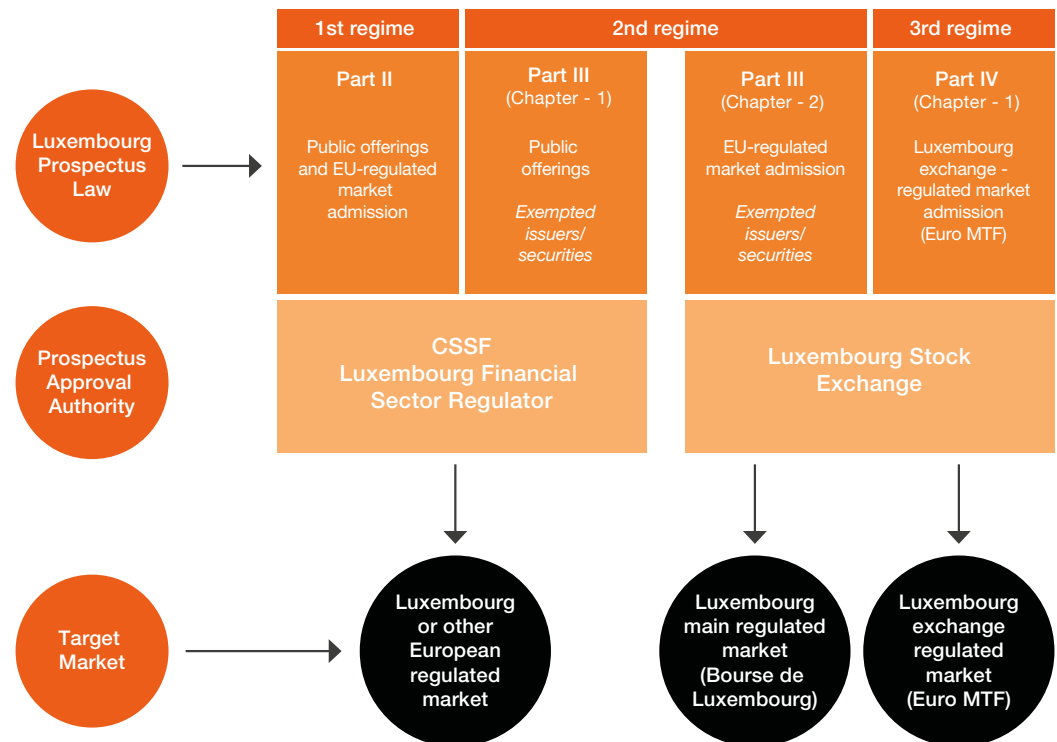 1st regime
2nd regime
3rd regime
Luxembourg
Prospectus
Law
Part II
Public offerings
and EU-regulated
market
admission
Part III
(Chapter - 1)
Public
offerings
Exempted
issuers/
securities
Part III
(Chapter - 2)
EU-regulated
market admission
Exempted
issuers/
securities
Part IV
(Chapter - 1)
Luxembourg
exchange -
regulated market
admission
(Euro MTF)
Prospectus
Approval
Authority
CSSF
Luxembourg Financial
Sector Regulator
Luxembourg Stock
Exchange
Target
Market
Luxembourg
or other
European
regulated
market
Luxembourg
main regulated
market
(Bourse de
Luxembourg)
Luxembourg
exchange
regulated
market
(Euro MTF)